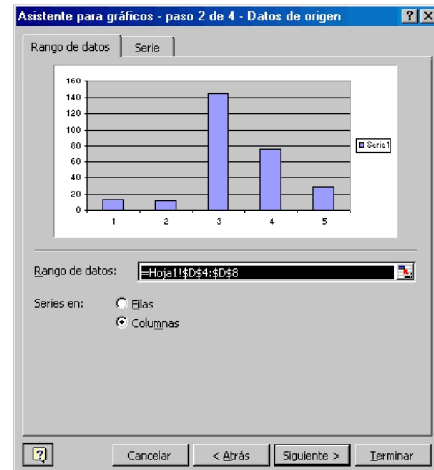 Asistente para gráficos - paso 2 de 4 - Datos de origen
Rango de datos Serie
160
140
120
100
80
60
40
20
0
1 2 3 4 5
Serie1
Rango de datos: =Hoja1!$D$4:$D$8
Series en: Filas
Columnas
Cancelar < Atrás Siguiente > Terminar